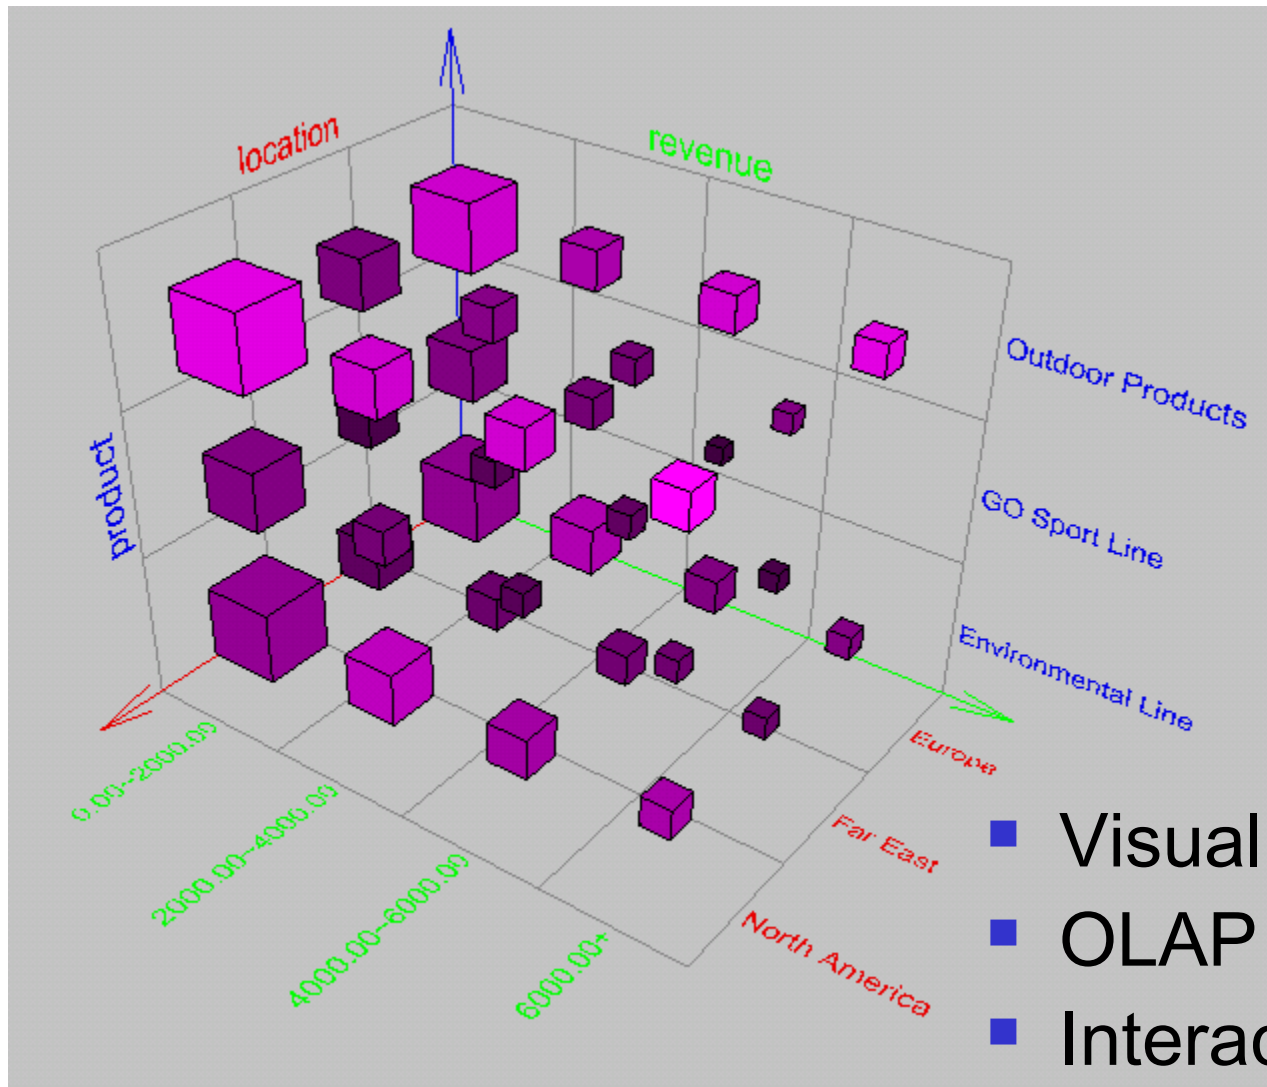 location
revenue
product
Outdoor Products
GO Sport Line
Environmental Line
0.00~2000.00
2000.00~4000.00
4000.00~6000.00
6000.00+
Europe
Far East
North America
Visual
OLAP
Interac